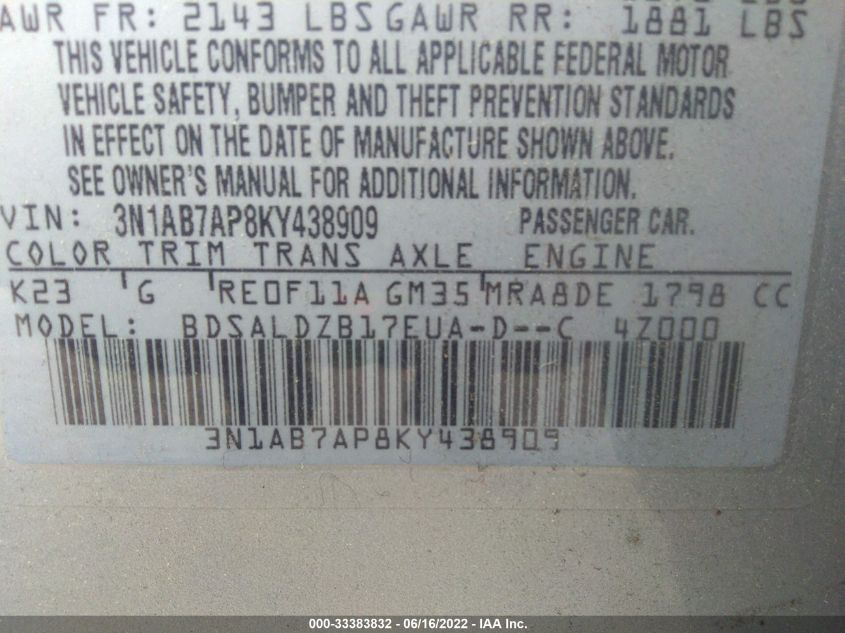 AWR FR: 2143 LBS GAWR RR: 1881 LBS
THIS VEHICLE CONFORMS TO ALL APPLICABLE FEDERAL MOTOR
VEHICLE SAFETY, BUMPER AND THEFT PREVENTION STANDARDS
IN EFFECT ON THE DATE OF MANUFACTURE SHOWN ABOVE.
SEE OWNER'S MANUAL FOR ADDITIONAL INFORMATION.
VIN: 3N1AB7AP8KY438909 PASSENGER CAR.
COLOR TRIM TRANS AXLE ENGINE
K23 G RE0F11A GM35 MRA8DE 1798 CC
MODEL: BDSALDZB17EUA-D--C 4Z000
3N1AB7AP8KY438909
000-33383832 - 06/16/2022 - IAA Inc.